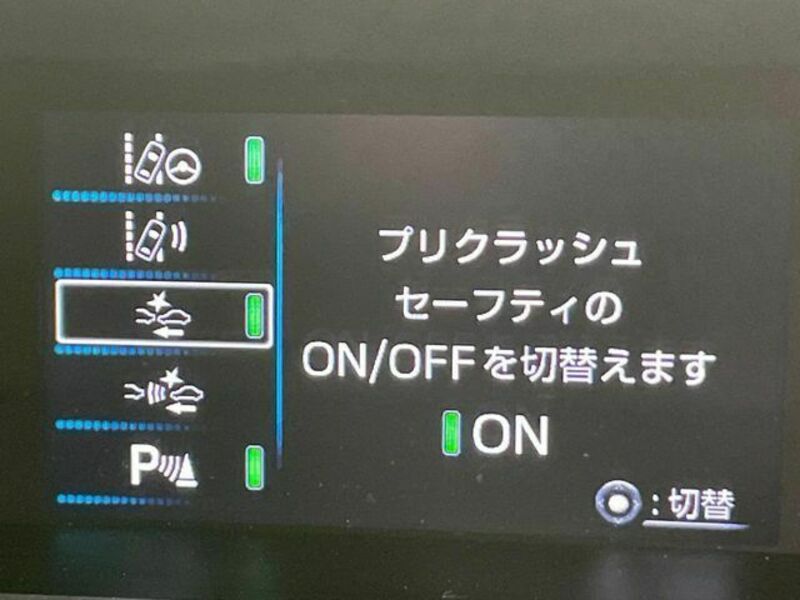 プリクラッシュ
セーフティの
ON/OFFを切替えます
ON
P
:切替